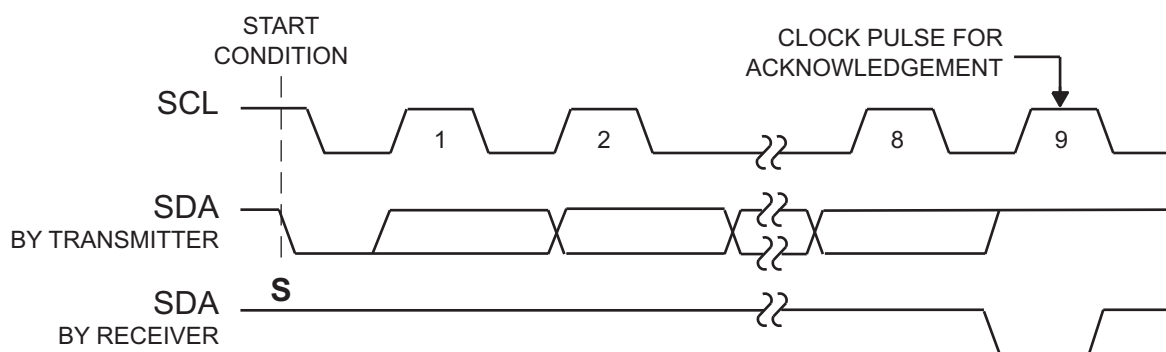 START
CONDITION
CLOCK PULSE FOR
ACKNOWLEDGEMENT
SCL
1
2
8
9
SDA
BY TRANSMITTER
S
SDA
BY RECEIVER